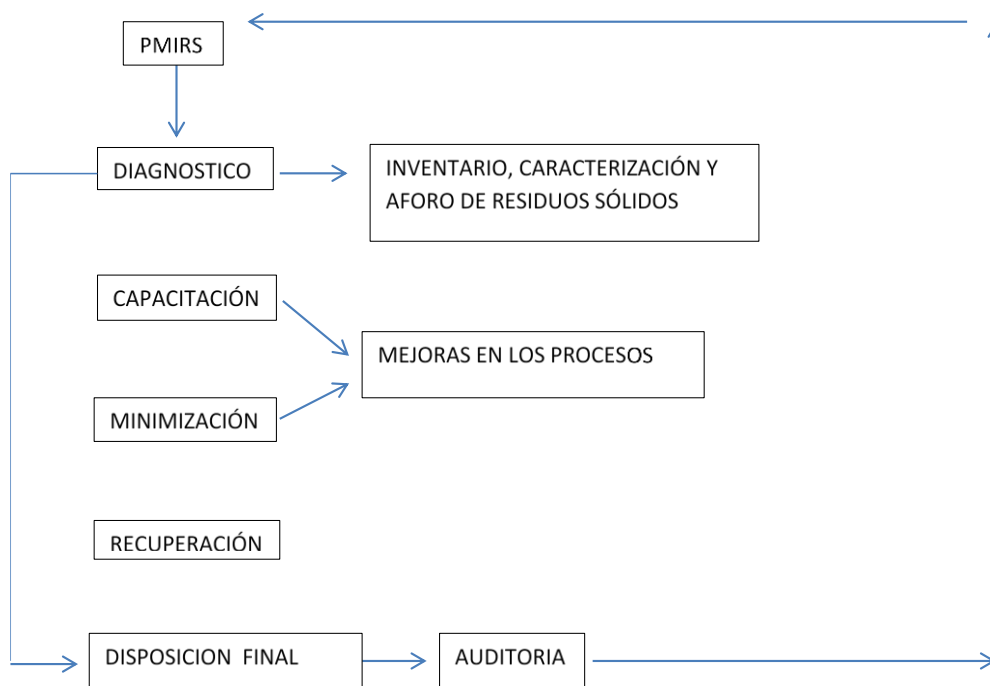 PMIRS
DIAGNOSTICO
INVENTARIO, CARACTERIZACIÓN Y
AFORO DE RESIDUOS SÓLIDOS
CAPACITACIÓN
MEJORAS EN LOS PROCESOS
MINIMIZACIÓN
RECUPERACIÓN
DISPOSICION FINAL
AUDITORIA